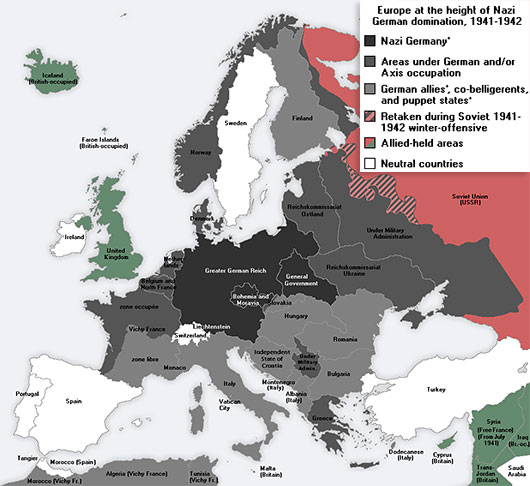 Europe at the height of Nazi
German domination, 1941-1942
Nazi Germany*
Areas under German and/or
Axis occupation
German allies*, co-belligerents,
and puppet states*
Retaken during Soviet 1941-
1942 winter-offensive
Allied-held areas
Neutral countries
Iceland
(British-occupied)
Faroe Islands
(British-occupied)
Sweden
Finland
Norway
Soviet Union
(USSR)
Denmark
Reichskommissariat
Ostland
Ireland
United
Kingdom
Under Military
Administration
Nether-
lands
Belgium and
North France
Greater German Reich
General
Government
Reichskommissariat
Ukraine
Bohemia and
Moravia
Slovakia
zone occupée
Vichy France
Liechtenstein
Switzerland
Hungary
zone libre
Monaco
Independent
State of
Croatia
Romania
Under
Military
Admin.
Italy
Montenegro
(Italy)
Bulgaria
Portugal
Spain
Vatican
City
Albania
(Italy)
Turkey
Greece
Tangier
Morocco (Spain)
Morocco (Vichy Fr.)
Algeria (Vichy France)
Tunisia
(Vichy Fr.)
Malta
(Britain)
Dodecanese
(Italy)
Cyprus
(Britain)
Syria
(Free France)
(From July
1941)
Iraq
(Br.-oc.)
Trans-
Jordan
(Britain)
Saudi
Arabia